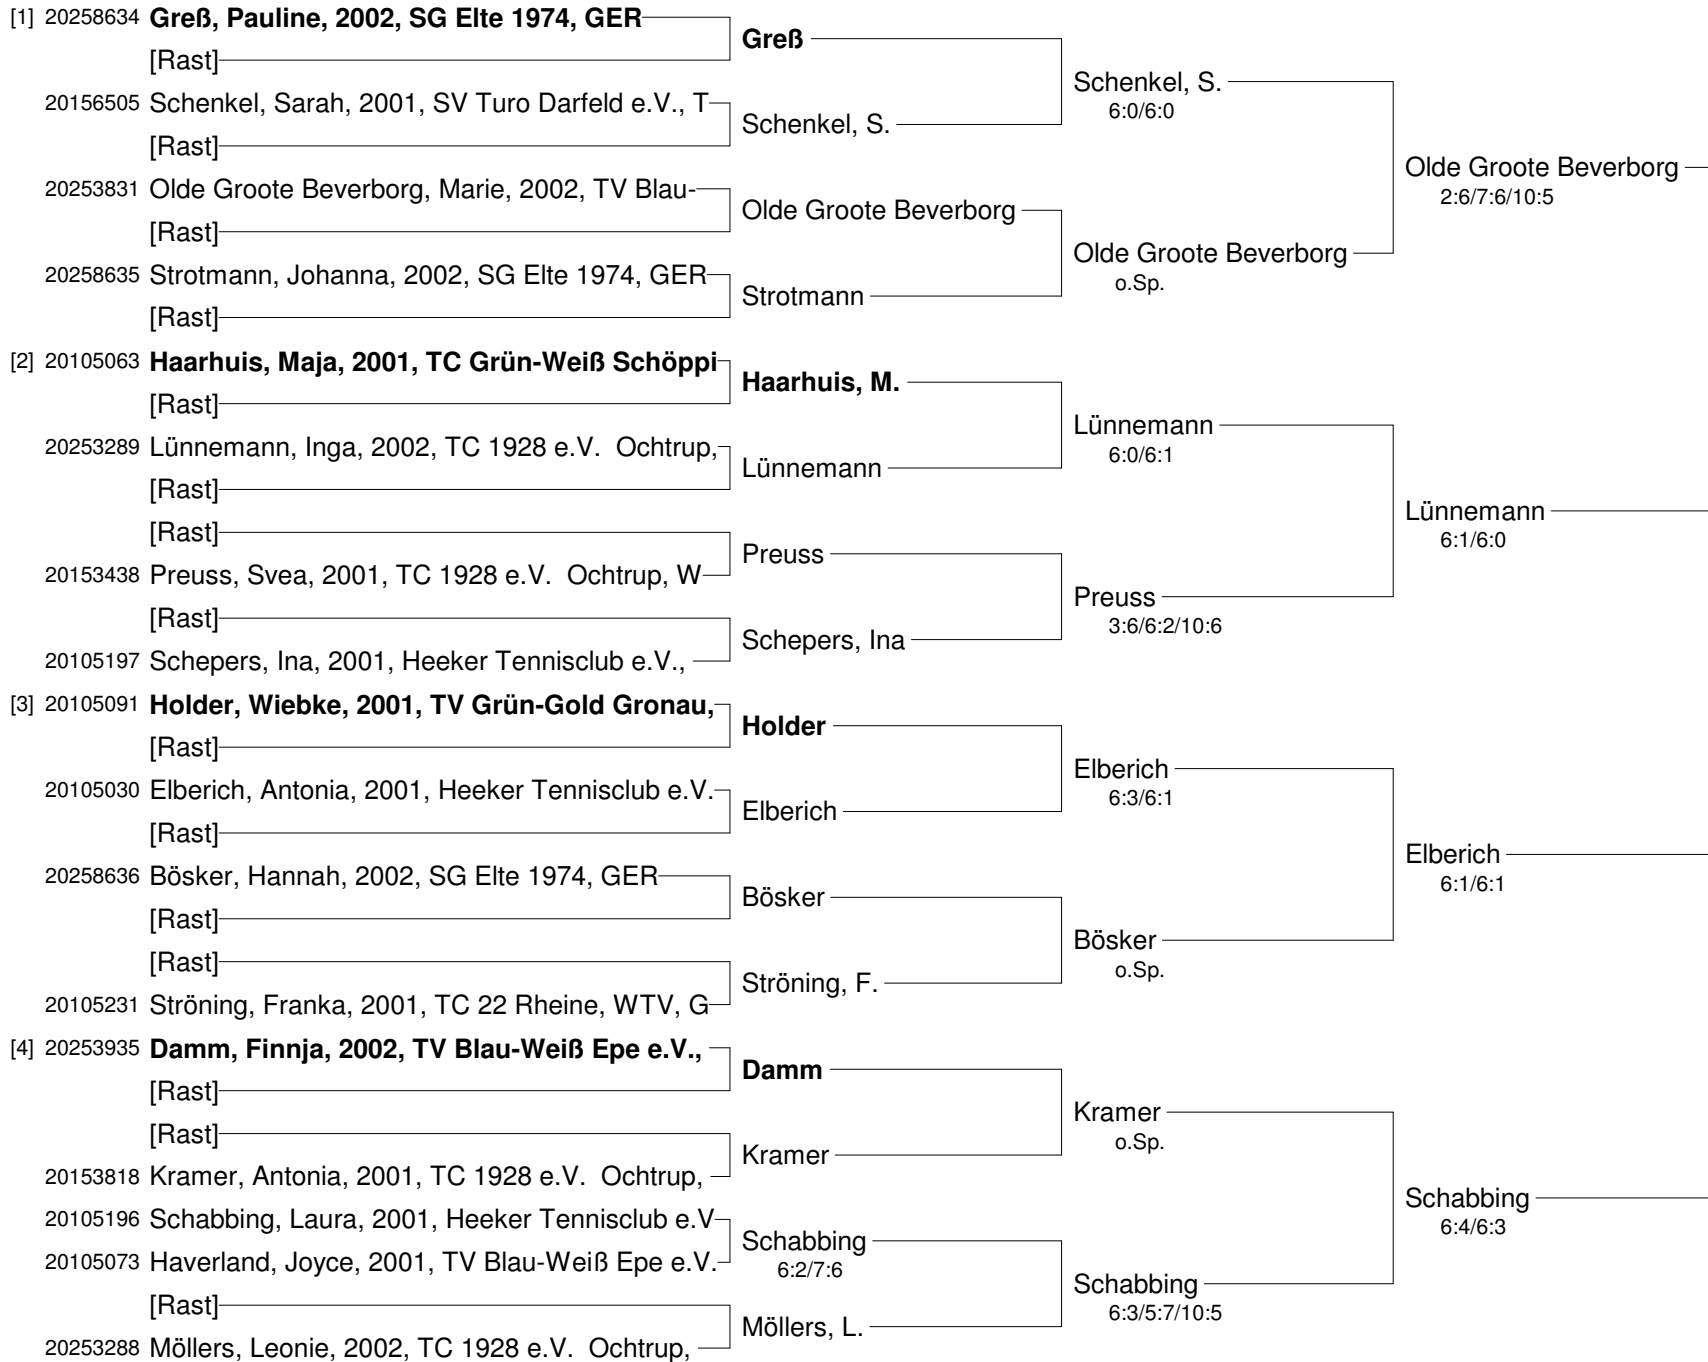 [1] 20258634 Greß, Pauline, 2002, SG Elte 1974, GER
[Rast]
20156505 Schenkel, Sarah, 2001, SV Turo Darfeld e.V., T
[Rast]
20253831 Olde Groote Beverborg, Marie, 2002, TV Blau-
[Rast]
20258635 Strotmann, Johanna, 2002, SG Elte 1974, GER
[Rast]
[2] 20105063 Haarhuis, Maja, 2001, TC Grün-Weiß Schöppi
[Rast]
20253289 Lünnemann, Inga, 2002, TC 1928 e.V. Ochtrup,
[Rast]
[Rast]
20153438 Preuss, Svea, 2001, TC 1928 e.V. Ochtrup, W
[Rast]
20105197 Schepers, Ina, 2001, Heeker Tennisclub e.V.,
[3] 20105091 Holder, Wiebke, 2001, TV Grün-Gold Gronau,
[Rast]
20105030 Elberich, Antonia, 2001, Heeker Tennisclub e.V.
[Rast]
20258636 Bösker, Hannah, 2002, SG Elte 1974, GER
[Rast]
[Rast]
20105231 Ströning, Franka, 2001, TC 22 Rheine, WTV, G
[4] 20253935 Damm, Finnja, 2002, TV Blau-Weiß Epe e.V.,
[Rast]
[Rast]
20153818 Kramer, Antonia, 2001, TC 1928 e.V. Ochtrup,
20105196 Schabbing, Laura, 2001, Heeker Tennisclub e.V
20105073 Haverland, Joyce, 2001, TV Blau-Weiß Epe e.V.
[Rast]
20253288 Möllers, Leonie, 2002, TC 1928 e.V. Ochtrup,
Greß
Schenkel, S.
Olde Groote Beverborg
Strotmann
Haarhuis, M.
Lünnemann
Preuss
Schepers, Ina
Holder
Elberich
Bösker
Ströning, F.
Damm
Kramer
Schabbing
6:2/7:6
Möllers, L.
Schenkel, S.
6:0/6:0
Olde Groote Beverborg
o.Sp.
Lünnemann
6:0/6:1
Preuss
3:6/6:2/10:6
Elberich
6:3/6:1
Bösker
o.Sp.
Kramer
o.Sp.
Schabbing
6:3/5:7/10:5
Olde Groote Beverborg
2:6/7:6/10:5
Lünnemann
6:1/6:0
Elberich
6:1/6:1
Schabbing
6:4/6:3